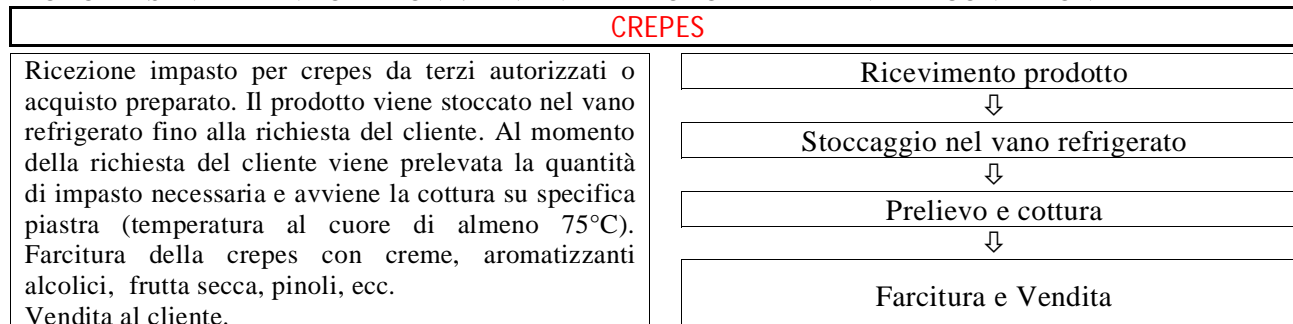 CREPES
Ricezione impasto per crepes da terzi autorizzati o
acquisto preparato. Il prodotto viene stoccato nel vano
refrigerato fino alla richiesta del cliente. Al momento
della richiesta del cliente viene prelevata la quantità
di impasto necessaria e avviene la cottura su specifica
piastra (temperatura al cuore di almeno 75°C).
Farcitura della crepes con creme, aromatizzanti
alcolici, frutta secca, pinoli, ecc.
Vendita al cliente.
Ricevimento prodotto
⇩
Stoccaggio nel vano refrigerato
⇩
Prelievo e cottura
⇩
Farcitura e Vendita